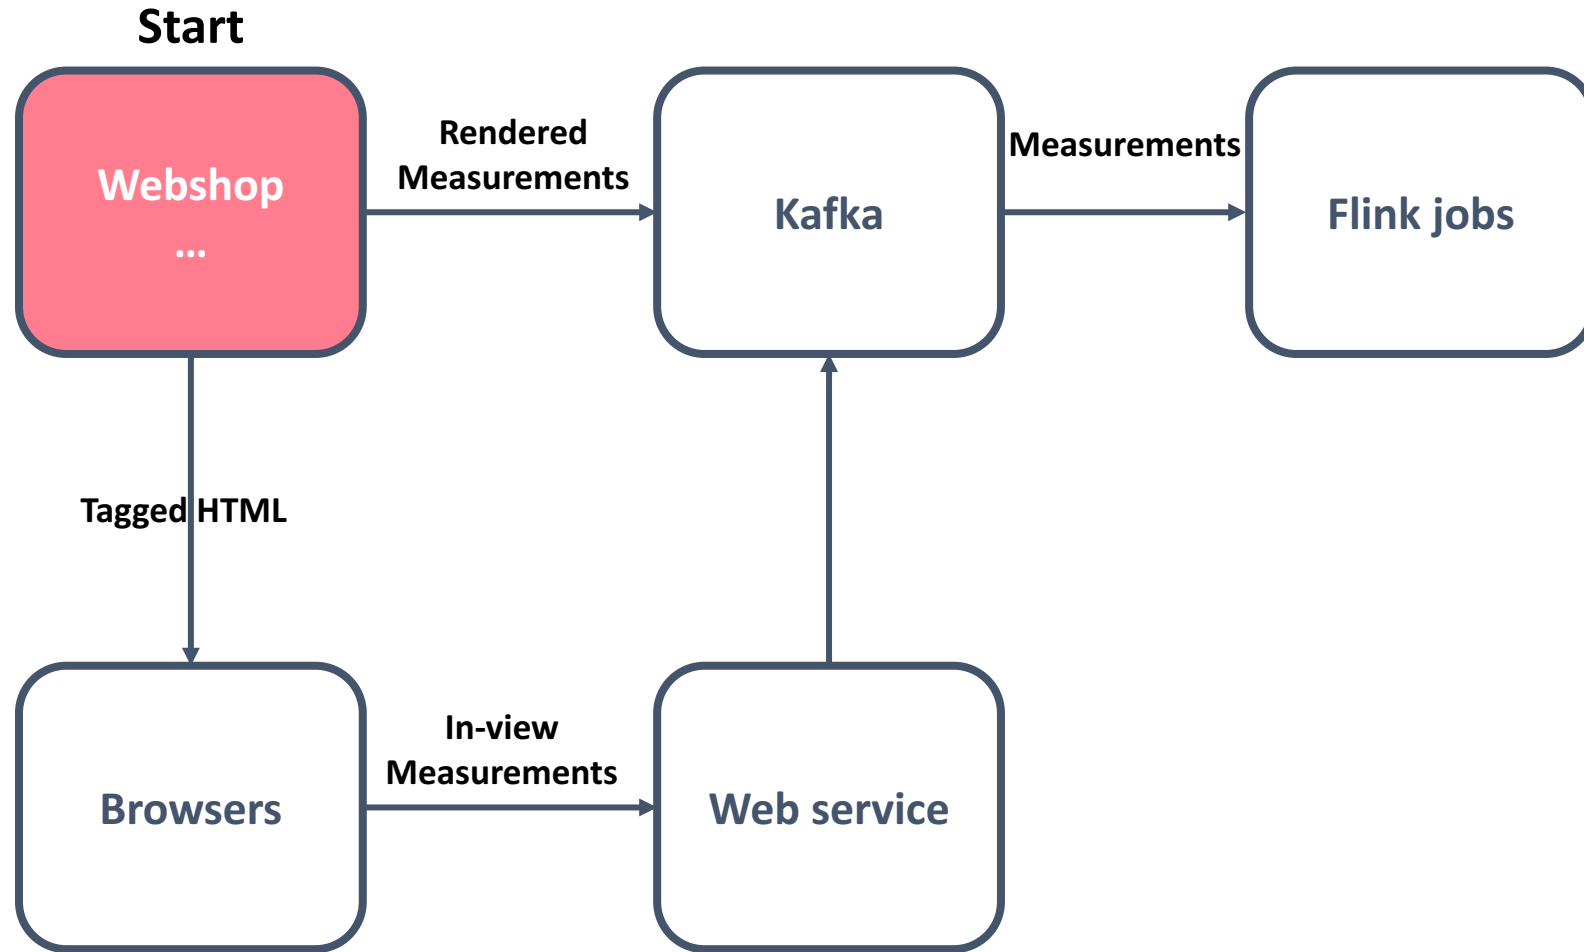 Start
Webshop
...
Rendered
Measurements
Kafka
Measurements
Flink jobs
Tagged HTML
Browsers
In-view
Measurements
Web service